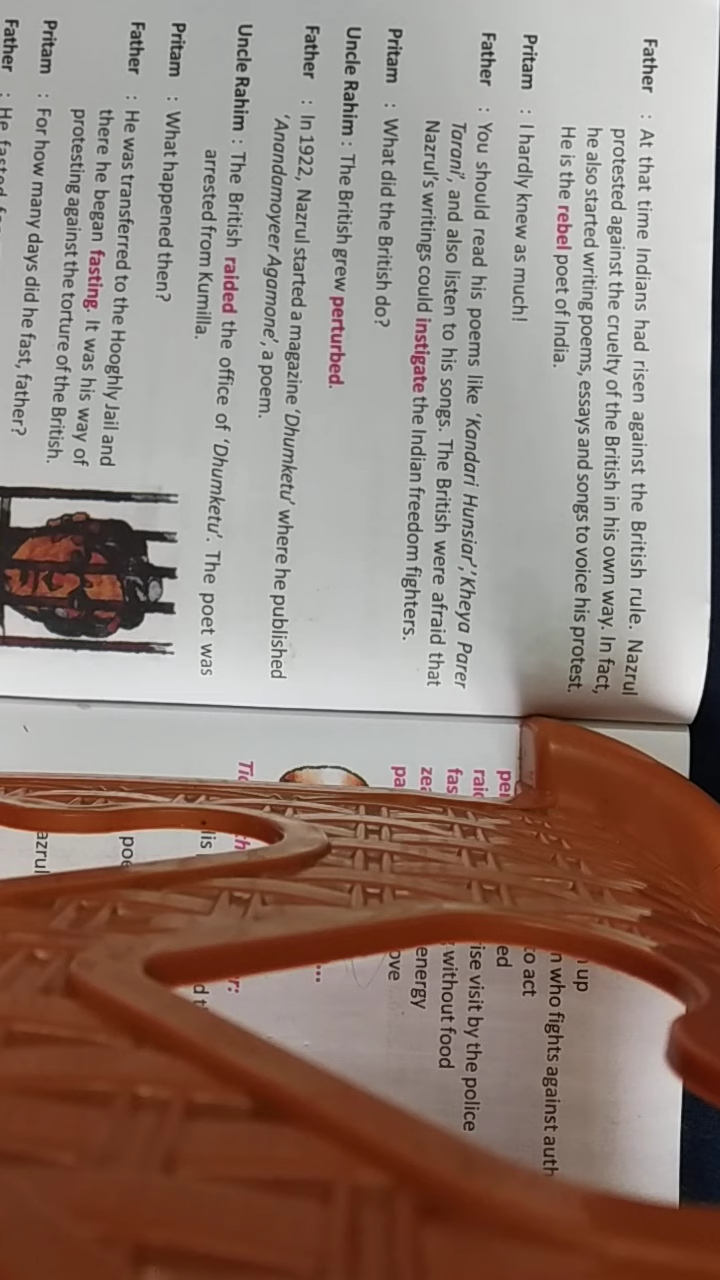 Father : At that time Indians had risen against the British rule. Nazrul
protested against the cruelty of the British in his own way. In fact,
he also started writing poems, essays and songs to voice his protest.
He is the rebel poet of India.
Pritam : I hardly knew as much!
Father : You should read his poems like ‘Kandari Hunsiar’,‘Kheya Parer
Tarani’, and also listen to his songs. The British were afraid that
Nazrul's writings could instigate the Indian freedom fighters.
Pritam : What did the British do?
Uncle Rahim : The British grew perturbed.
Father : In 1922, Nazrul started a magazine ‘Dhumketu’ where he published
‘Anandamoyeer Agamone’, a poem.
Uncle Rahim : The British raided the office of ‘Dhumketu’. The poet was
arrested from Kumilla.
Pritam : What happened then?
Father : He was transferred to the Hooghly Jail and
there he began fasting. It was his way of
protesting against the torture of the British.
Pritam : For how many days did he fast, father?
Father : He fasted
up
who fights against
to act
ed
ise visit by the police
without food
energy